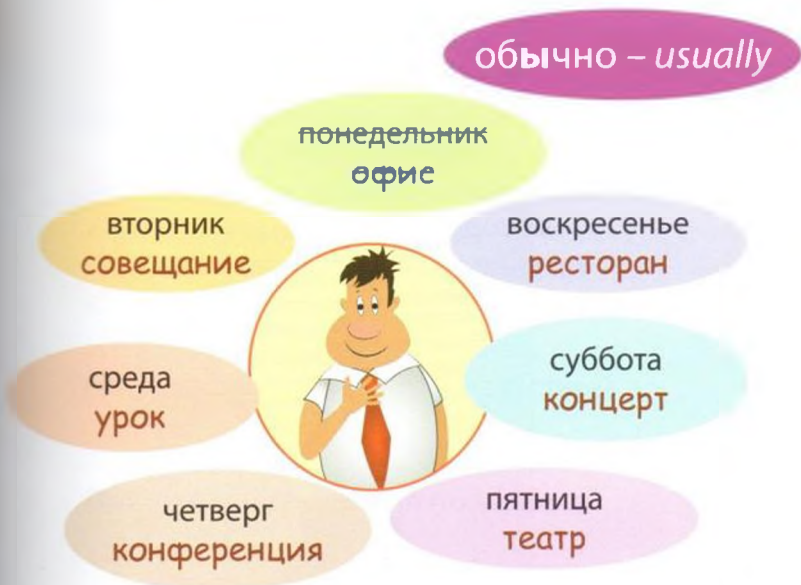 обычно – usually
понедельник
офис
вторник
совещание
воскресенье
ресторан
среда
урок
суббота
концерт
четверг
конференция
пятница
театр